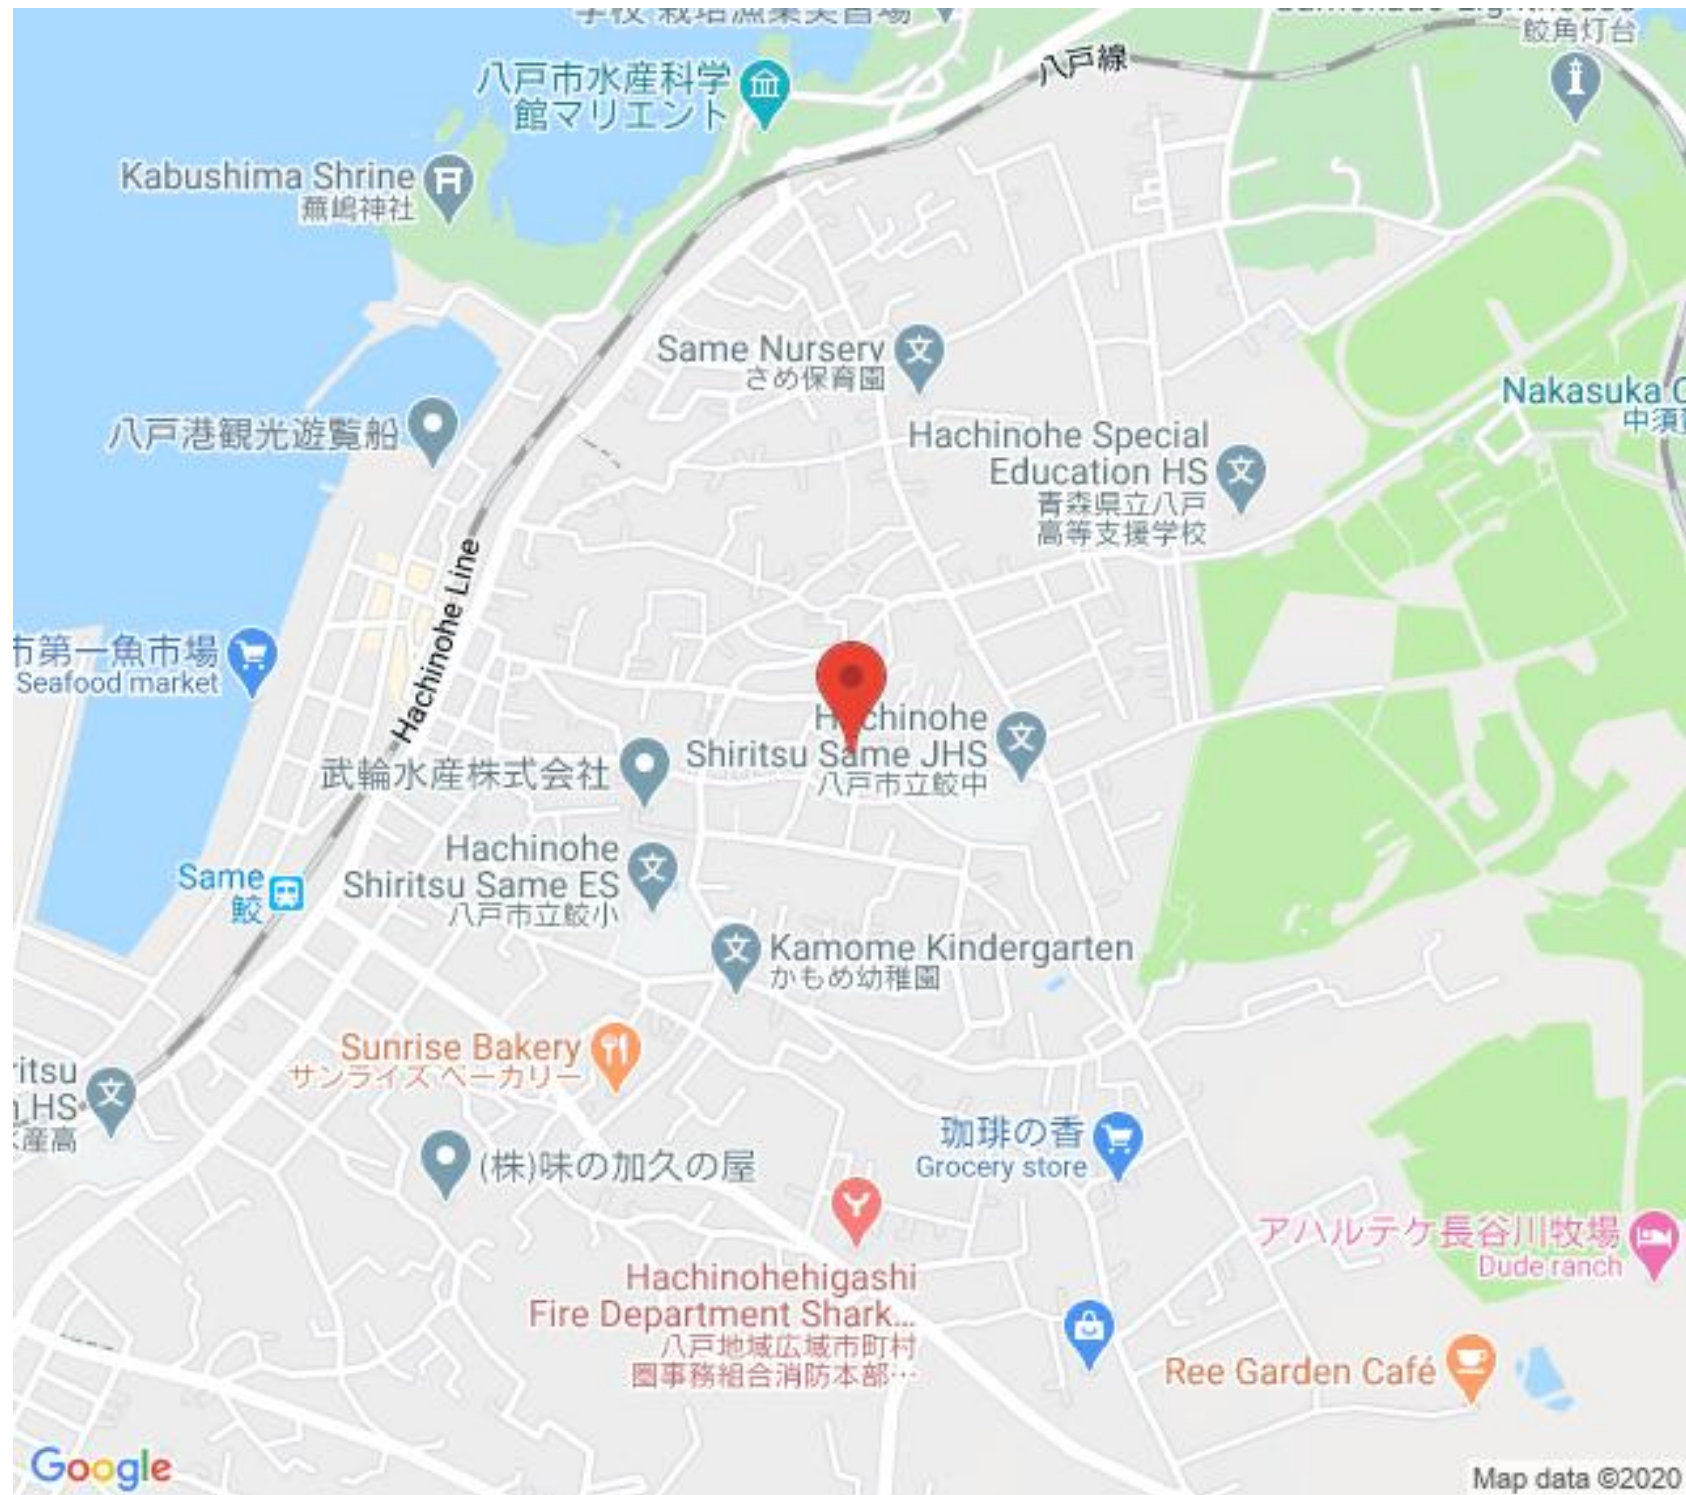 鮫角灯台
八戸線
八戸市水産科学
館マリエント
Kabushima Shrine
蕪嶋神社
Same Nursery
さめ保育園
Nakasuka
八戸港観光遊覧船
Hachinohe Special
Education HS
青森県立八戸
高等支援学校
Hachinohe Line
市第一魚市場
Seafood market
Hachinohe
Shiritsu Same JHS
八戸市立鮫中
武輪水産株式会社
Hachinohe
Shiritsu Same ES
八戸市立鮫小
Same
鮫
Kamome Kindergarten
かもめ幼稚園
Sunrise Bakery
サンライズ ベーカリー
HS
水産高
珈琲の香
Grocery store
(株)味の加久の屋
アハルテケ長谷川牧場
Dude ranch
Hachinohehigashi
Fire Department Shark...
八戸地域広域市町村
圏事務組合消防本部…
Ree Garden Café
Google
Map data ©2020